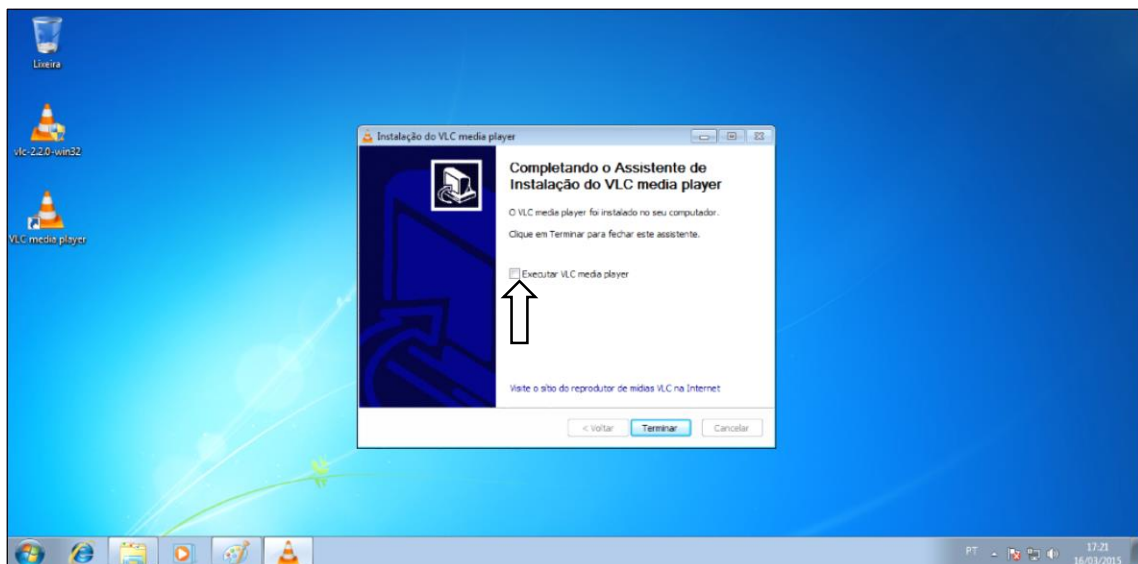 Lixeira
vlc-2.2.0-win32
VLC media player
Instalação do VLC media player
Completando o Assistente de
Instalação do VLC media player
O VLC media player foi instalado no seu computador.
Clique em Terminar para fechar este assistente.
Executar VLC media player
Visite o sítio do reprodutor de mídias VLC na Internet
< Voltar
Terminar
Cancelar
PT
17:21
16/03/2015